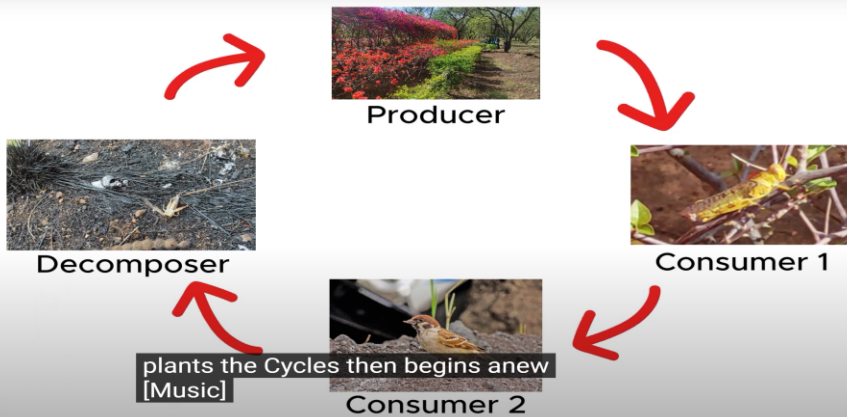 Producer
Decomposer
Consumer 1
plants the Cycles then begins anew
[Music]
Consumer 2